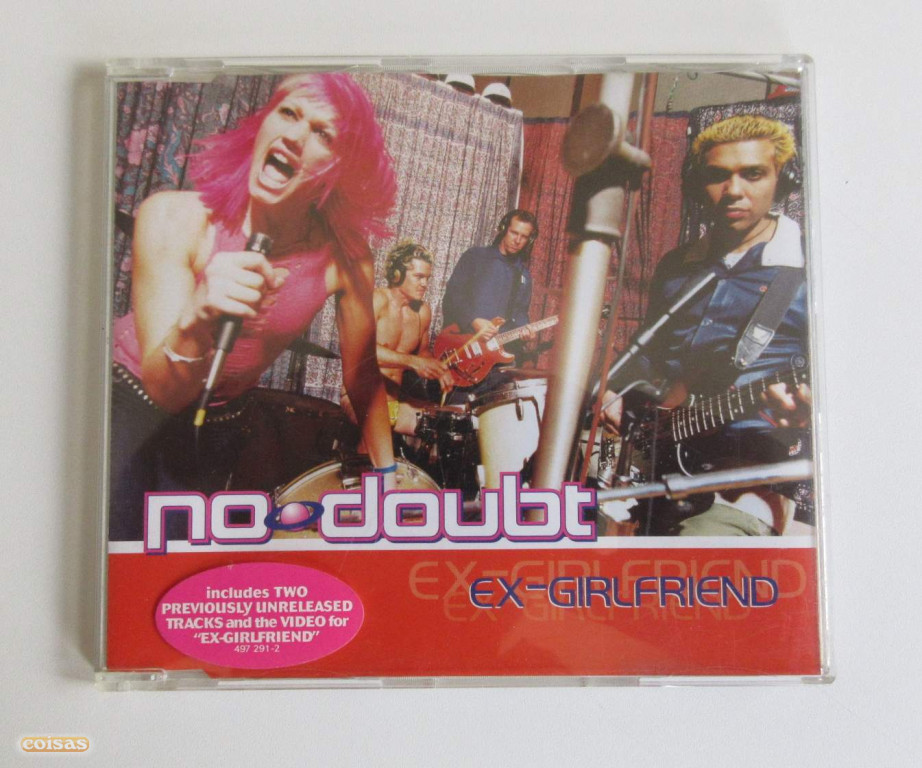 no doubt
EX-GIRLFRIEND
EX-GIRLFRIEND
EX-GIRLFRIEND
includes TWO
PREVIOUSLY UNRELEASED
TRACKS and the VIDEO for
"EX-GIRLFRIEND"
497 291-2
coisas